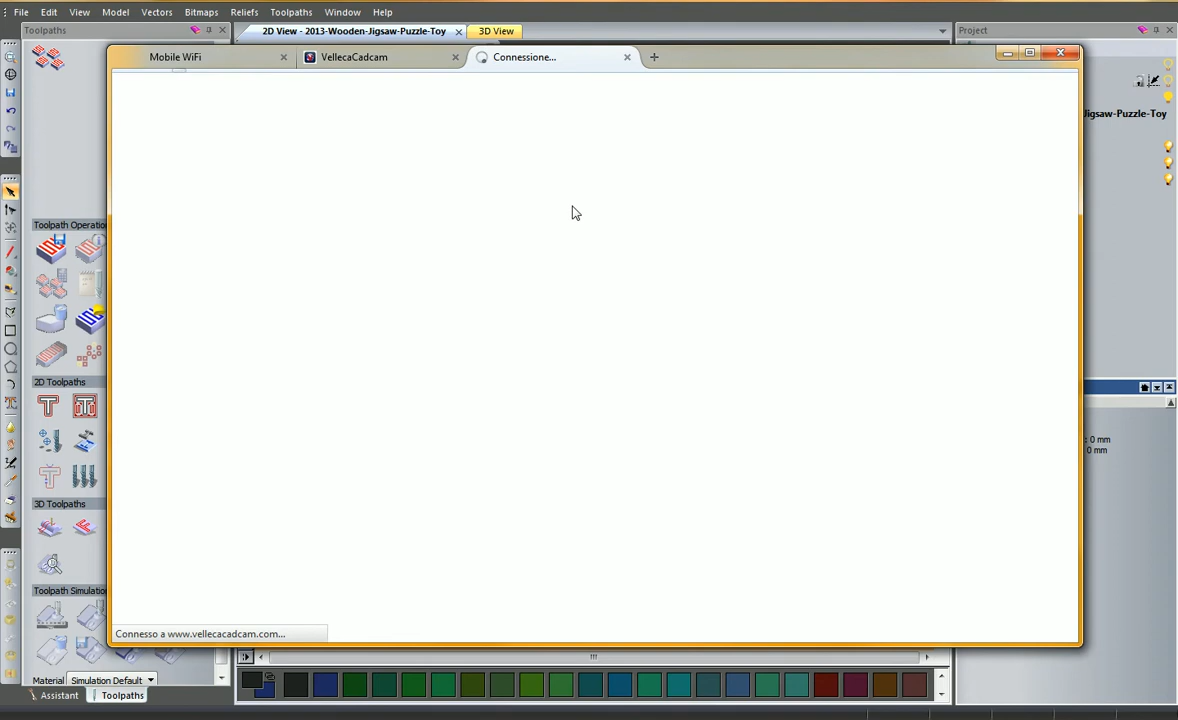 File Edit View Model Vectors Bitmaps Reliefs Toolpaths Window Help
Toolpaths
2D View - 2013-Wooden-Jigsaw-Puzzle-Toy
3D View
Project
Mobile WiFi
VellecaCadcam
Connessione...
Jigsaw-Puzzle-Toy
Toolpath Operatio
2D Toolpaths
: 0 mm
0 mm
3D Toolpaths
Toolpath Simulatio
Connesso a www.vellecacadcam.com...
Material Simulation Default
Assistant Toolpaths